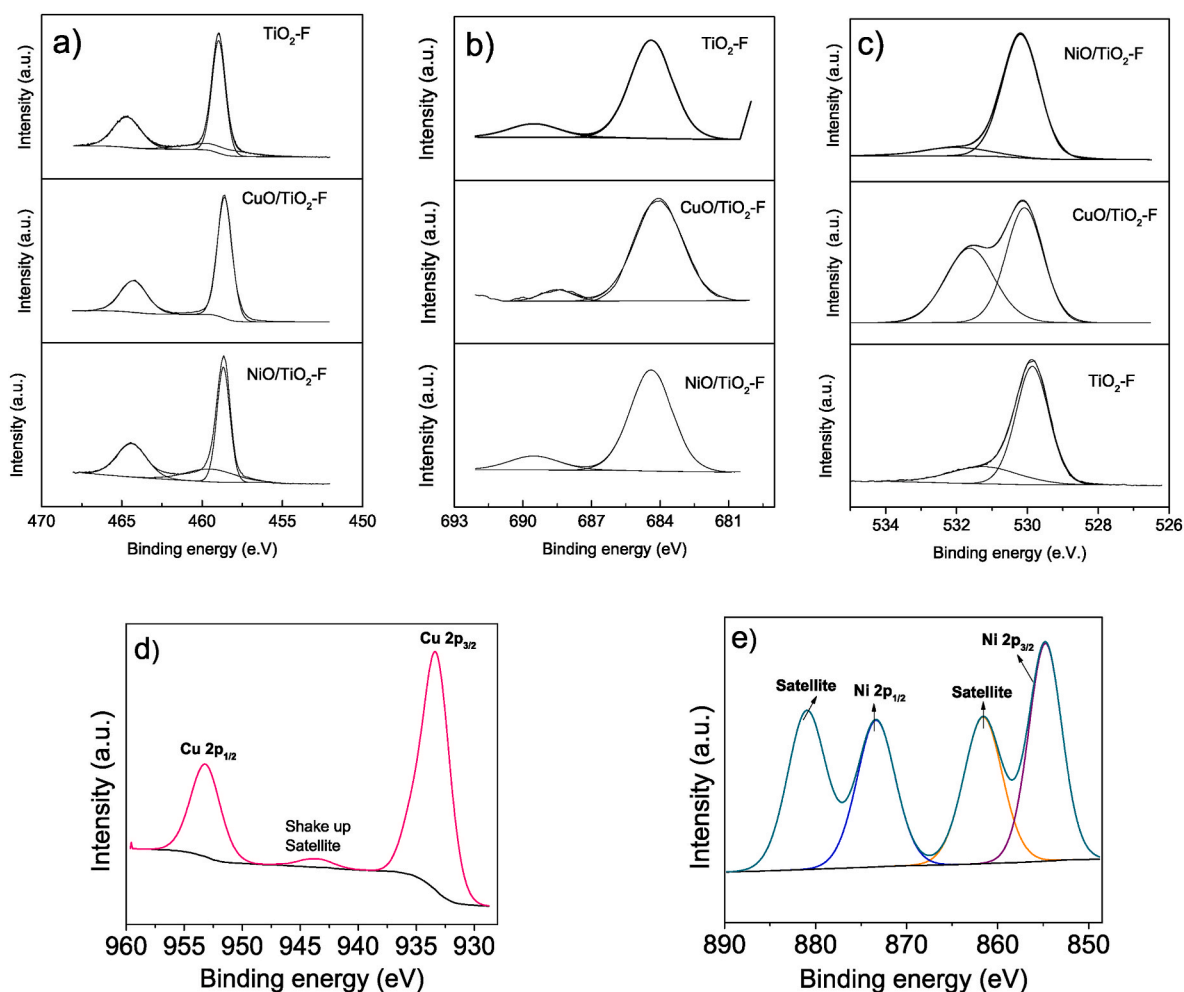 a)
TiO₂-F
Intensity (a.u.)
CuO/TiO₂-F
Intensity (a.u.)
NiO/TiO₂-F
Intensity (a.u.)
470 465 460 455 450
Binding energy (e.V)
b)
TiO₂-F
Intensity (a.u.)
CuO/TiO₂-F
Intensity (a.u.)
NiO/TiO₂-F
Intensity (a.u.)
693 690 687 684 681
Binding energy (eV)
c)
NiO/TiO₂-F
Intensity (a.u.)
CuO/TiO₂-F
Intensity (a.u.)
TiO₂-F
Intensity (a.u.)
534 532 530 528 526
Binding energy (e.V.)
d)
Cu 2p3/2
Cu 2p1/2
Shake up
Satellite
Intensity (a.u.)
960 955 950 945 940 935 930
Binding energy (eV)
e)
Ni 2p3/2
Satellite
Ni 2p1/2
Satellite
Intensity (a.u.)
890 880 870 860 850
Binding energy (eV)